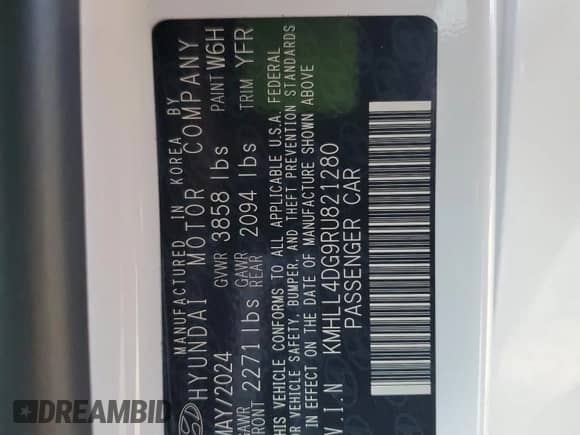 MANUFACTURED IN KOREA BY
HYUNDAI MOTOR COMPANY
MAY/2024 GVWR 3858 lbs PAINT W6H
GAWR FRONT 2271lbs GAWR REAR 2094 lbs TRIM YFR
THIS VEHICLE CONFORMS TO ALL APPLICABLE U.S.A. FEDERAL
MOTOR VEHICLE SAFETY, BUMPER, AND THEFT PREVENTION STANDARDS
IN EFFECT ON THE DATE OF MANUFACTURE SHOWN ABOVE
V.I.N KMHLL4DG9RU821280
PASSENGER CAR
DREAMBID